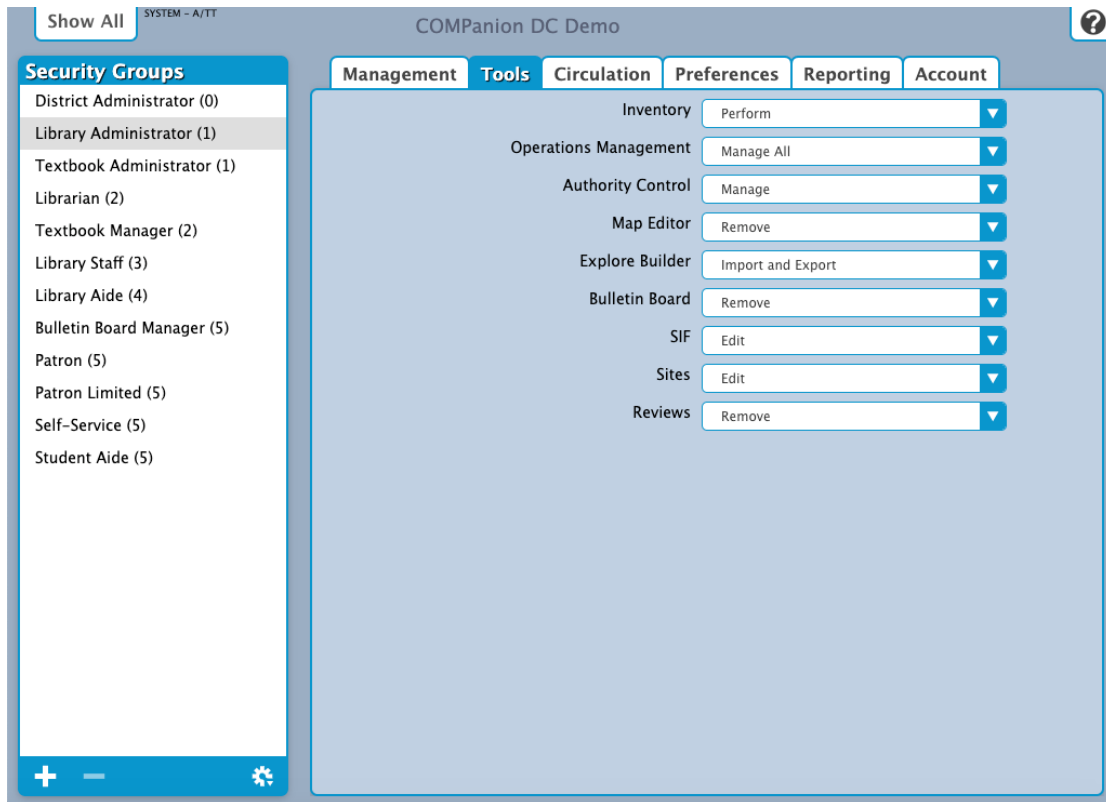 Show All
SYSTEM - A/TT
COMPanion DC Demo
?
Security Groups
District Administrator (0)
Library Administrator (1)
Textbook Administrator (1)
Librarian (2)
Textbook Manager (2)
Library Staff (3)
Library Aide (4)
Bulletin Board Manager (5)
Patron (5)
Patron Limited (5)
Self-Service (5)
Student Aide (5)
Management Tools Circulation Preferences Reporting Account
Inventory Perform
Operations Management Manage All
Authority Control Manage
Map Editor Remove
Explore Builder Import and Export
Bulletin Board Remove
SIF Edit
Sites Edit
Reviews Remove